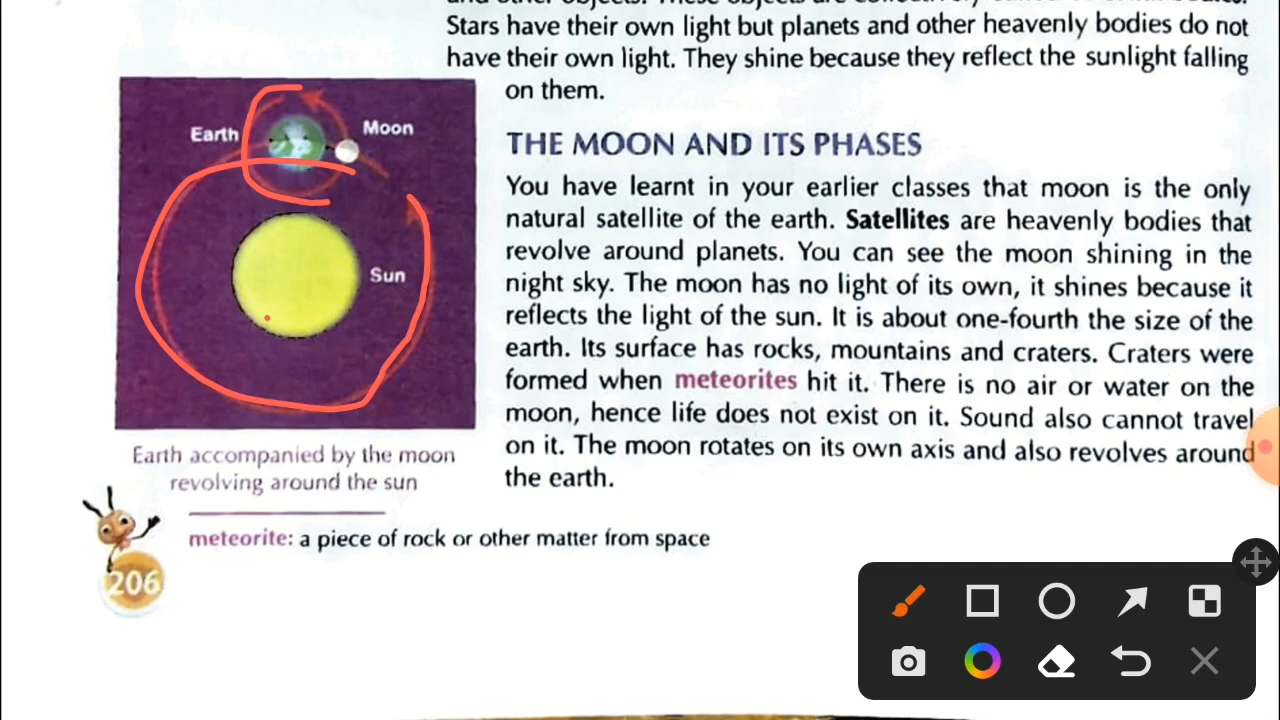 Stars have their own light but planets and other heavenly bodies do not
have their own light. They shine because they reflect the sunlight falling
on them.
Earth
Moon
Sun
Earth accompanied by the moon
revolving around the sun
THE MOON AND ITS PHASES
You have learnt in your earlier classes that moon is the only
natural satellite of the earth. Satellites are heavenly bodies that
revolve around planets. You can see the moon shining in the
night sky. The moon has no light of its own, it shines because it
reflects the light of the sun. It is about one-fourth the size of the
earth. Its surface has rocks, mountains and craters. Craters were
formed when meteorites hit it. There is no air or water on the
moon, hence life does not exist on it. Sound also cannot travel
on it. The moon rotates on its own axis and also revolves around
the earth.
meteorite: a piece of rock or other matter from space
206